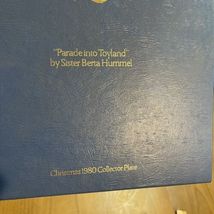 "Parade into Toyland"
by Sister Berta Hummel
Christmas 1980 Collector Plate